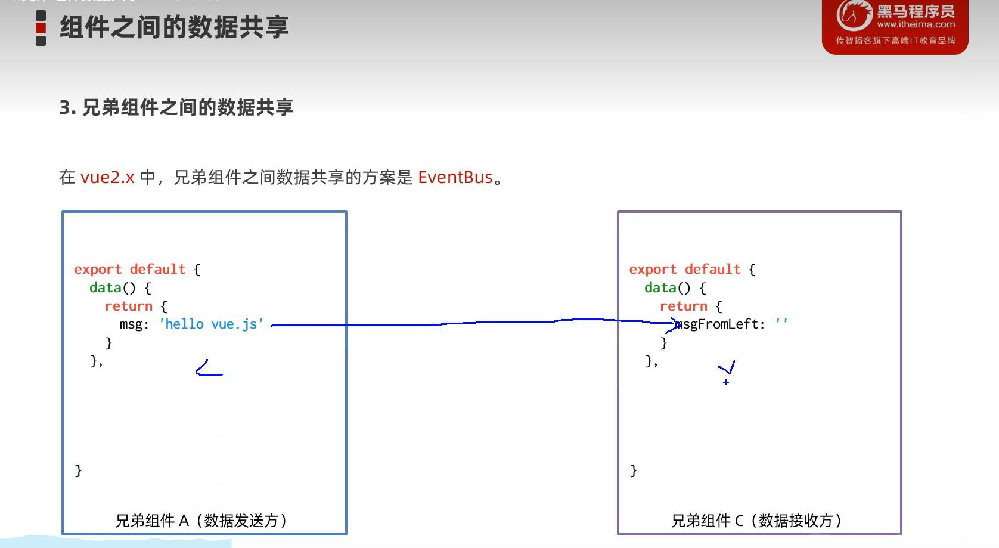 组件之间的数据共享
黑马程序员
www.itheima.com
传智播客旗下高端IT教育品牌
3. 兄弟组件之间的数据共享
在 vue2.x 中，兄弟组件之间数据共享的方案是 EventBus。
export default {
data() {
return {
msg: 'hello vue.js'
}
},
}
兄弟组件 A（数据发送方）
export default {
data() {
return {
msgFromLeft: ''
}
},
}
兄弟组件 C（数据接收方）